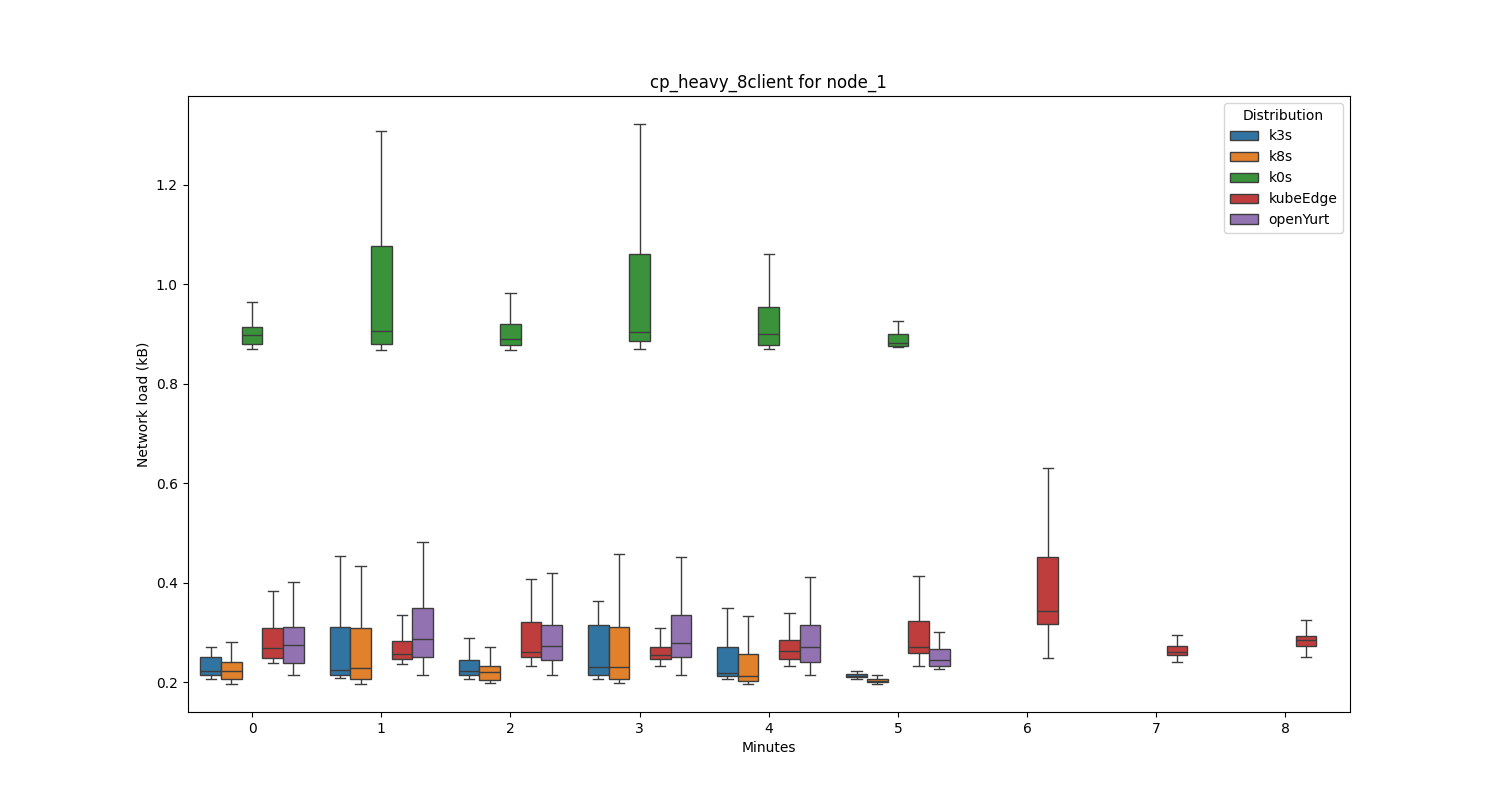 cp_heavy_8client for node_1
Distribution
k3s
k8s
k0s
kubeEdge
openYurt
Network load (kB)
1.2
1.0
0.8
0.6
0.4
0.2
0 1 2 3 4 5 6 7 8
Minutes